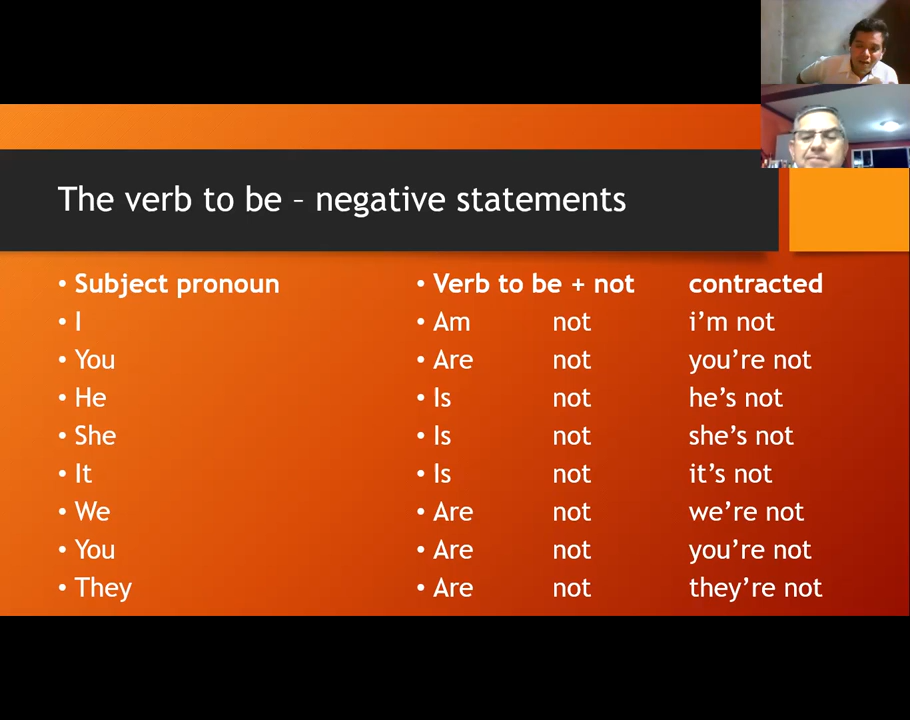 The verb to be – negative statements
• Subject pronoun • Verb to be + not contracted
• I • Am not i’m not
• You • Are not you’re not
• He • Is not he’s not
• She • Is not she’s not
• It • Is not it’s not
• We • Are not we’re not
• You • Are not you’re not
• They • Are not they’re not